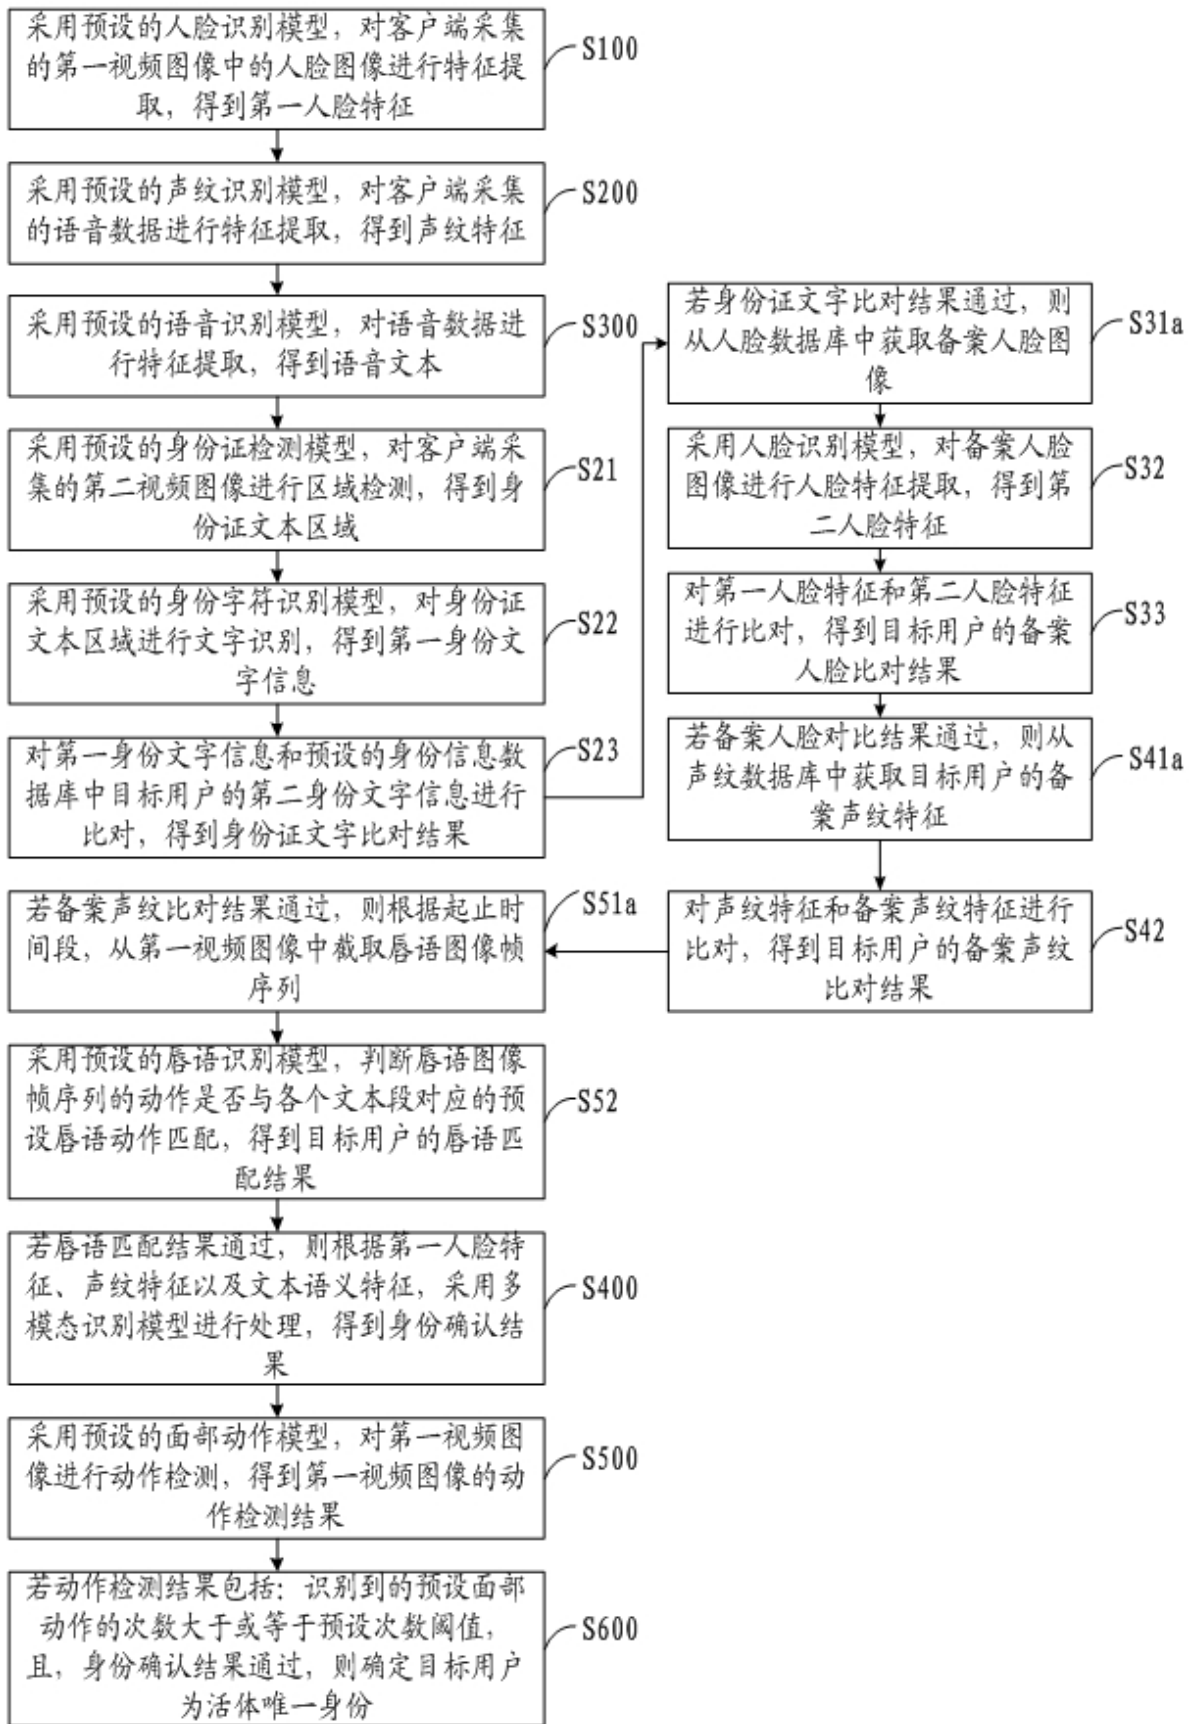 采用预设的人脸识别模型，对客户端采集
的第一视频图像中的人脸图像进行特征提
取，得到第一人脸特征
S100
采用预设的声纹识别模型，对客户端采集
的语音数据进行特征提取，得到声纹特征
S200
采用预设的语音识别模型，对语音数据进
行特征提取，得到语音文本
S300
采用预设的身份证检测模型，对客户端采
集的第二视频图像进行区域检测，得到身
份证文本区域
S21
采用预设的身份字符识别模型，对身份证
文本区域进行文字识别，得到第一身份文
字信息
S22
对第一身份文字信息和预设的身份信息数
据库中目标用户的第二身份文字信息进行
比对，得到身份证文字比对结果
S23
若身份证文字比对结果通过，则
从人脸数据库中获取备案人脸图
像
S31a
采用人脸识别模型，对备案人脸
图像进行人脸特征提取，得到第
二人脸特征
S32
对第一人脸特征和第二人脸特征
进行比对，得到目标用户的备案
人脸比对结果
S33
若备案人脸对比结果通过，则从
声纹数据库中获取目标用户的备
案声纹特征
S41a
对声纹特征和备案声纹特征进行
比对，得到目标用户的备案声纹
比对结果
S42
若备案声纹比对结果通过，则根据起止时
间段，从第一视频图像中截取唇语图像帧
序列
S51a
采用预设的唇语识别模型，判断唇语图像
帧序列的动作是否与各个文本段对应的预
设唇语动作匹配，得到目标用户的唇语匹
配结果
S52
若唇语匹配结果通过，则根据第一人脸特
征、声纹特征以及文本语义特征，采用多
模态识别模型进行处理，得到身份确认结
果
S400
采用预设的面部动作模型，对第一视频图
像进行动作检测，得到第一视频图像的动
作检测结果
S500
若动作检测结果包括：识别到的预设面部
动作的次数大于或等于预设次数阈值，
且，身份确认结果通过，则确定目标用户
为活体唯一身份
S600